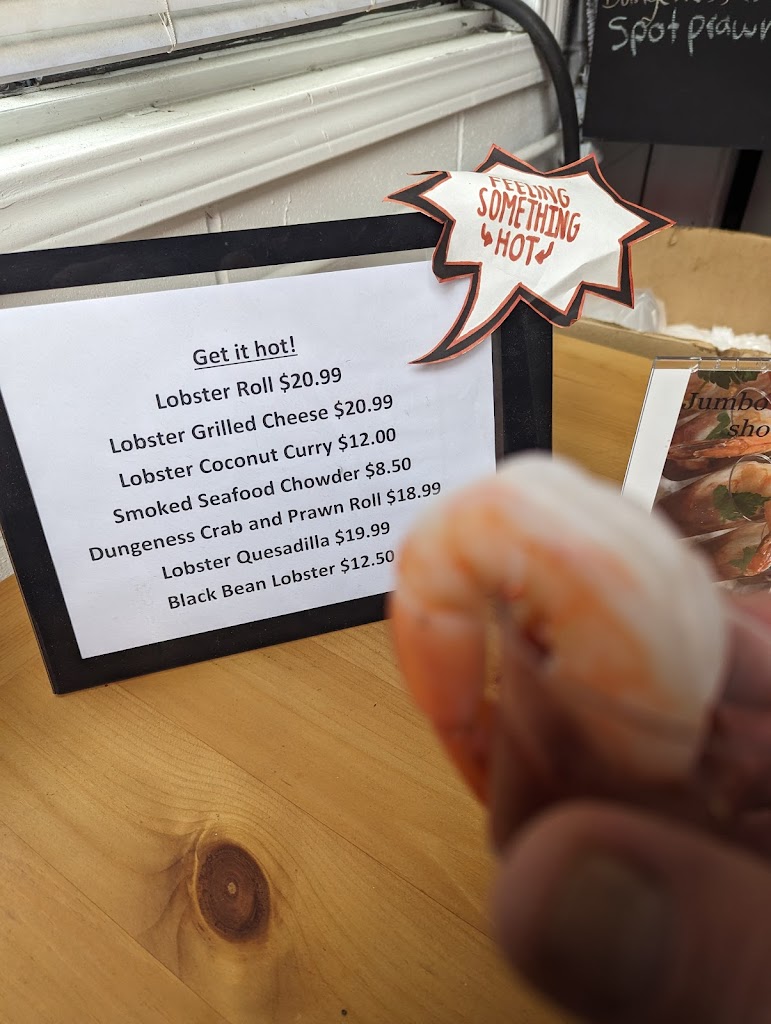 Spot prawn
FEELING
SOMETHING
HOT
Get it hot!
Lobster Roll $20.99
Lobster Grilled Cheese $20.99
Lobster Coconut Curry $12.00
Smoked Seafood Chowder $8.50
Dungeness Crab and Prawn Roll $18.99
Lobster Quesadilla $19.99
Black Bean Lobster $12.50
Jumbo